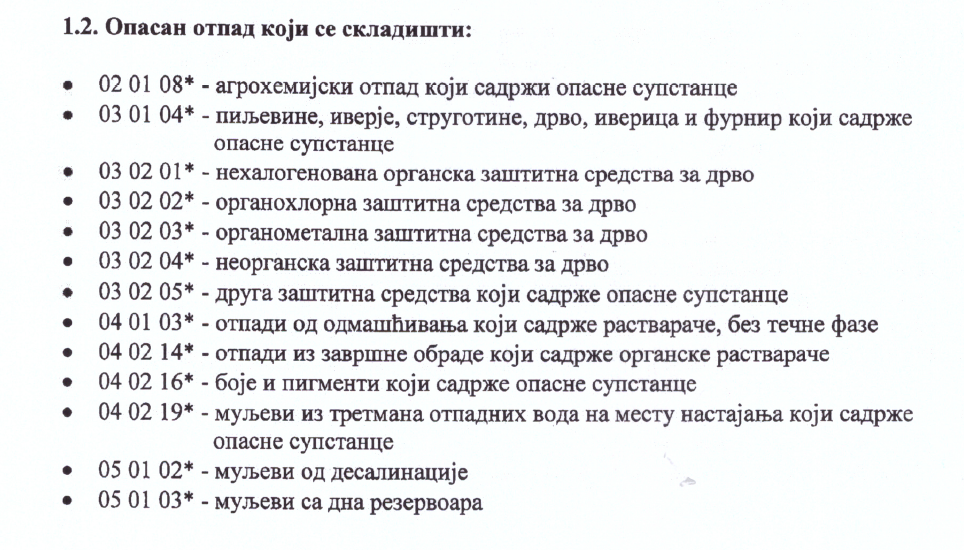 1.2. Опасан отпад који се складишти:
• 02 01 08* - агрохемијски отпад који садржи опасне супстанце
• 03 01 04* - пиљевине, иверје, струготине, дрво, иверица и фурнир који садрже
опасне супстанце
• 03 02 01* - нехалогенована органска заштитна средства за дрво
• 03 02 02* - органохлорна заштитна средства за дрво
• 03 02 03* - органометална заштитна средства за дрво
• 03 02 04* - неорганска заштитна средства за дрво
• 03 02 05* - друга заштитна средства који садрже опасне супстанце
• 04 01 03* - отпади од одмашћивања који садрже раствараче, без течне фазе
• 04 02 14* - отпади из завршне обраде који садрже органске раствараче
• 04 02 16* - боје и пигменти који садрже опасне супстанце
• 04 02 19* - муљеви из третмана отпадних вода на месту настајања који садрже
опасне супстанце
• 05 01 02* - муљеви од десалинације
• 05 01 03* - муљеви са дна резервоара